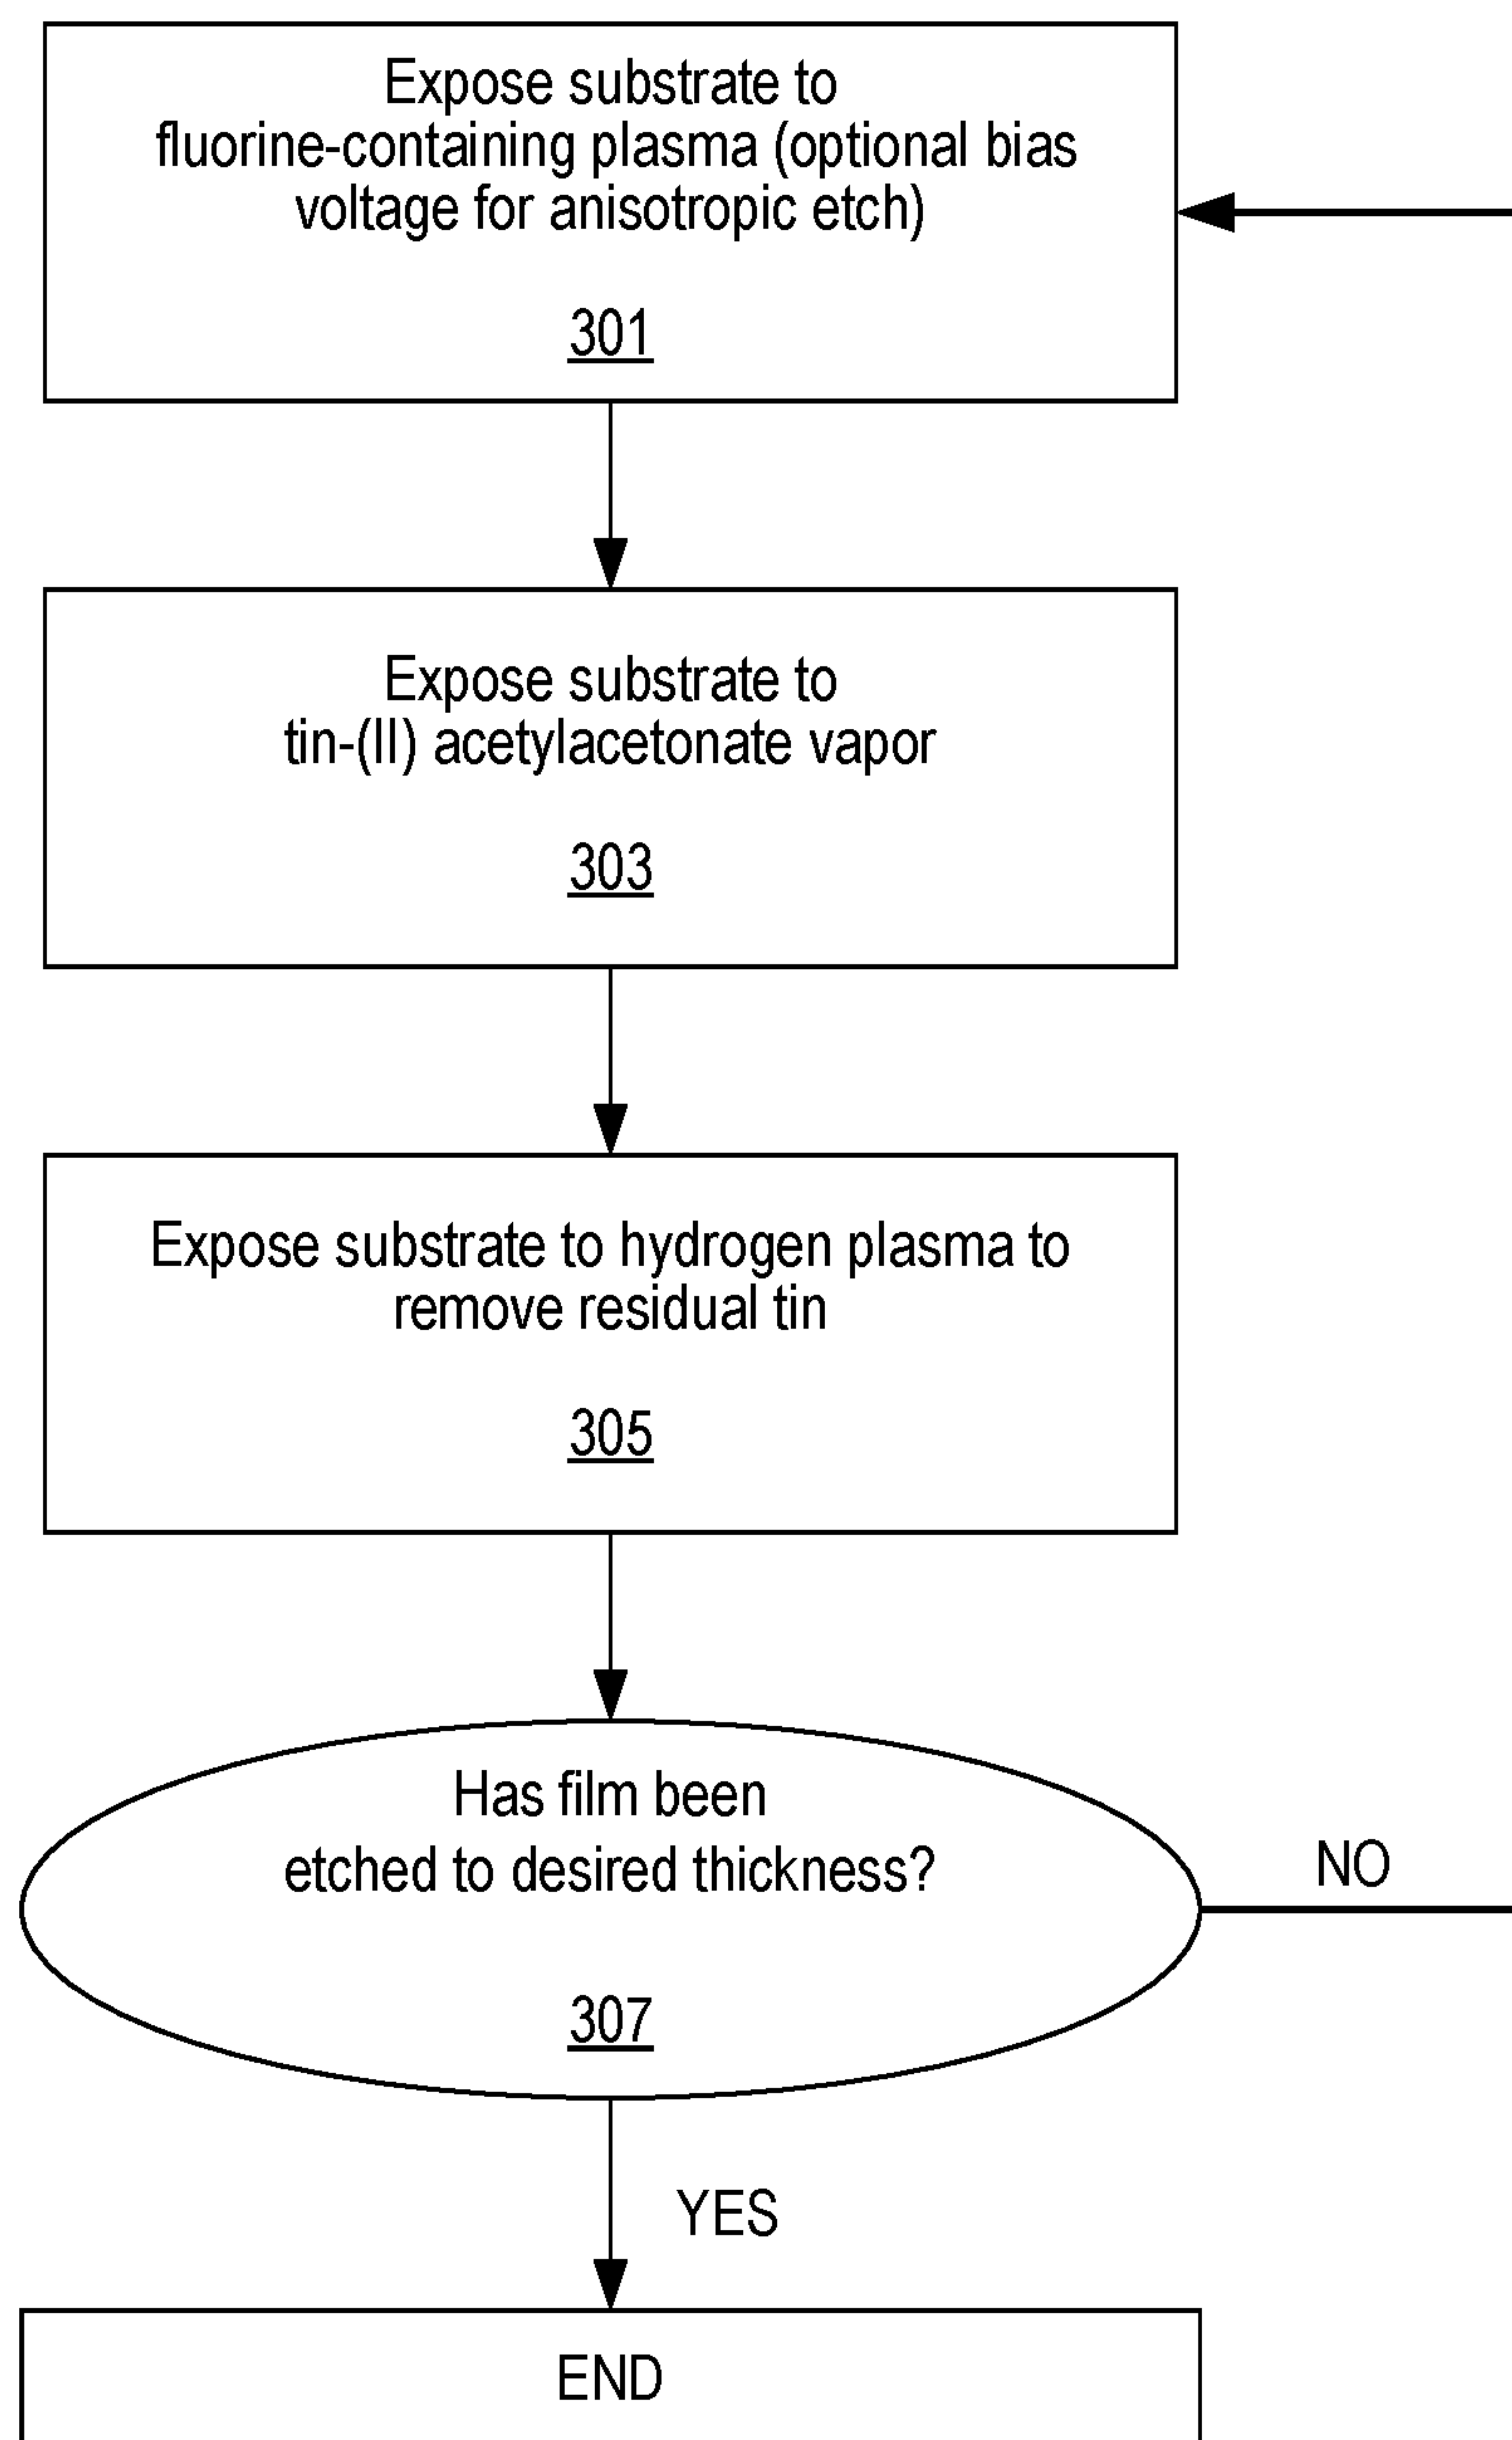 Expose substrate to
fluorine-containing plasma (optional bias
voltage for anisotropic etch)
301
Expose substrate to
tin-(II) acetylacetonate vapor
303
Expose substrate to hydrogen plasma to
remove residual tin
305
Has film been
etched to desired thickness?
307
NO
YES
END